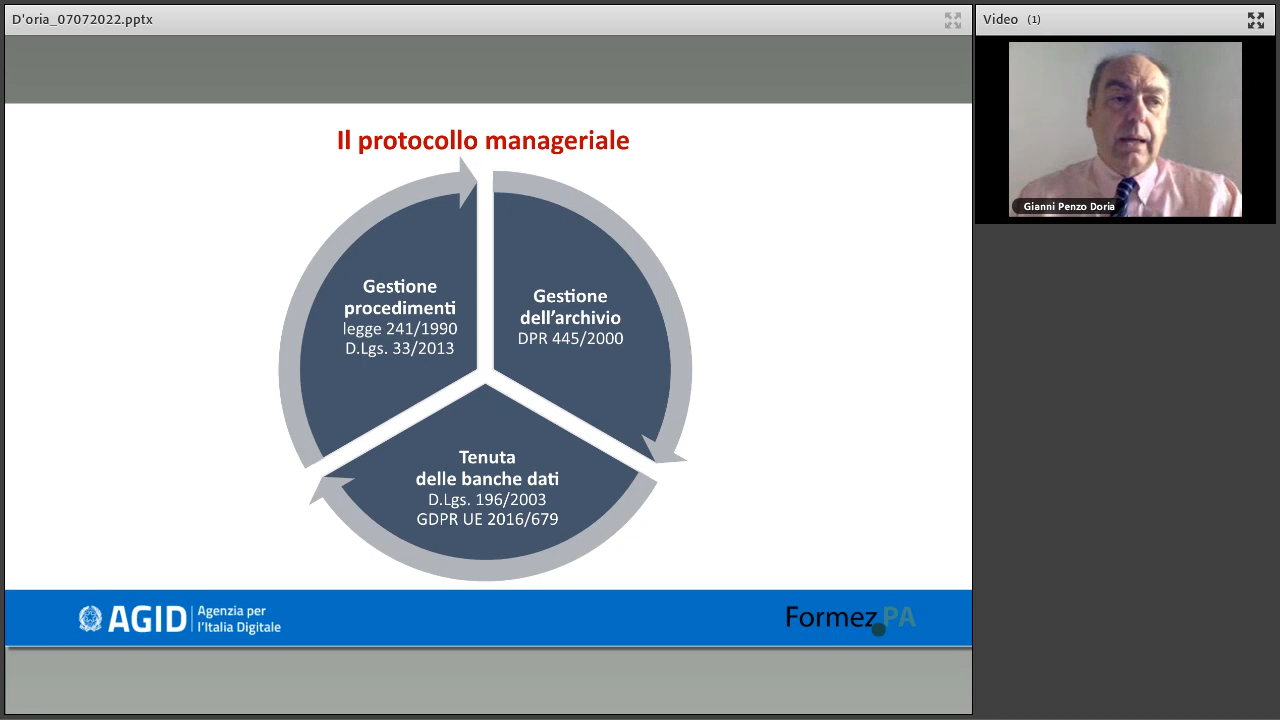 D'oria_07072022.pptx
Video (1)
Gianni Penzo Doria
Il protocollo manageriale
Gestione
procedimenti
legge 241/1990
D.Lgs. 33/2013
Gestione
dell'archivio
DPR 445/2000
Tenuta
delle banche dati
D.Lgs. 196/2003
GDPR UE 2016/679
AGID
Agenzia per
l'Italia Digitale
Formez PA